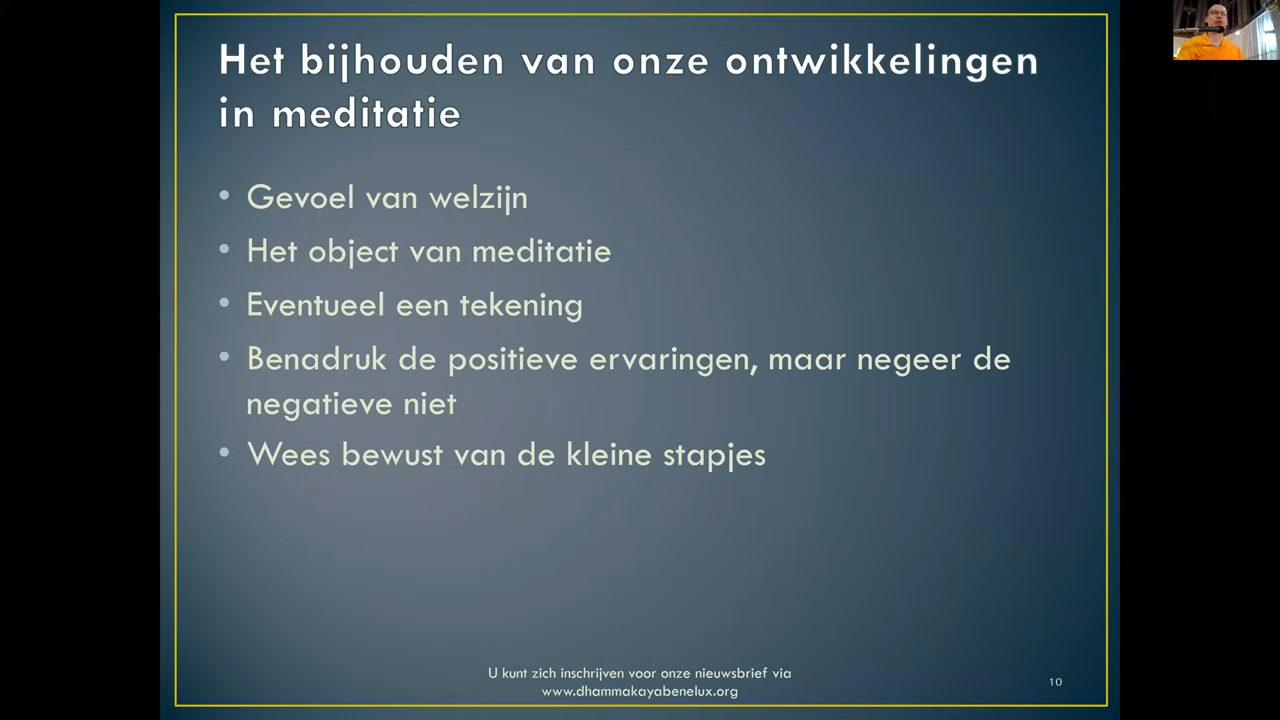 Het bijhouden van onze ontwikkelingen
in meditatie
• Gevoel van welzijn
• Het object van meditatie
• Eventueel een tekening
• Benadruk de positieve ervaringen, maar negeer de
negatieve niet
• Wees bewust van de kleine stapjes
U kunt zich inschrijven voor onze nieuwsbrief via
www.dhammakayabenelux.org
10